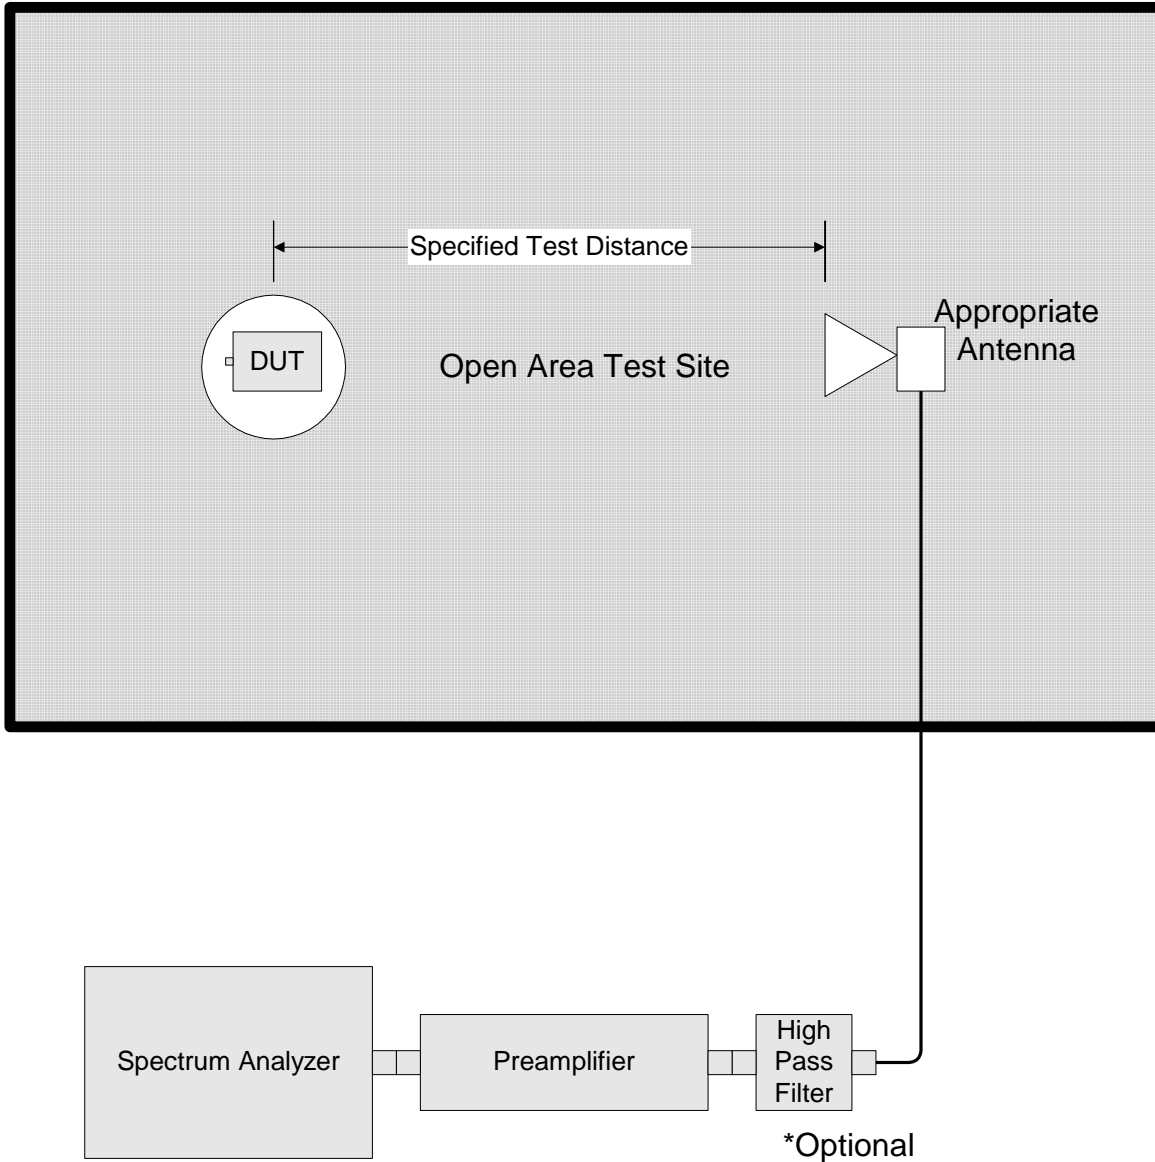 Specified Test Distance
Appropriate
Antenna
DUT
Open Area Test Site
Spectrum Analyzer
Preamplifier
High
Pass
Filter
*Optional